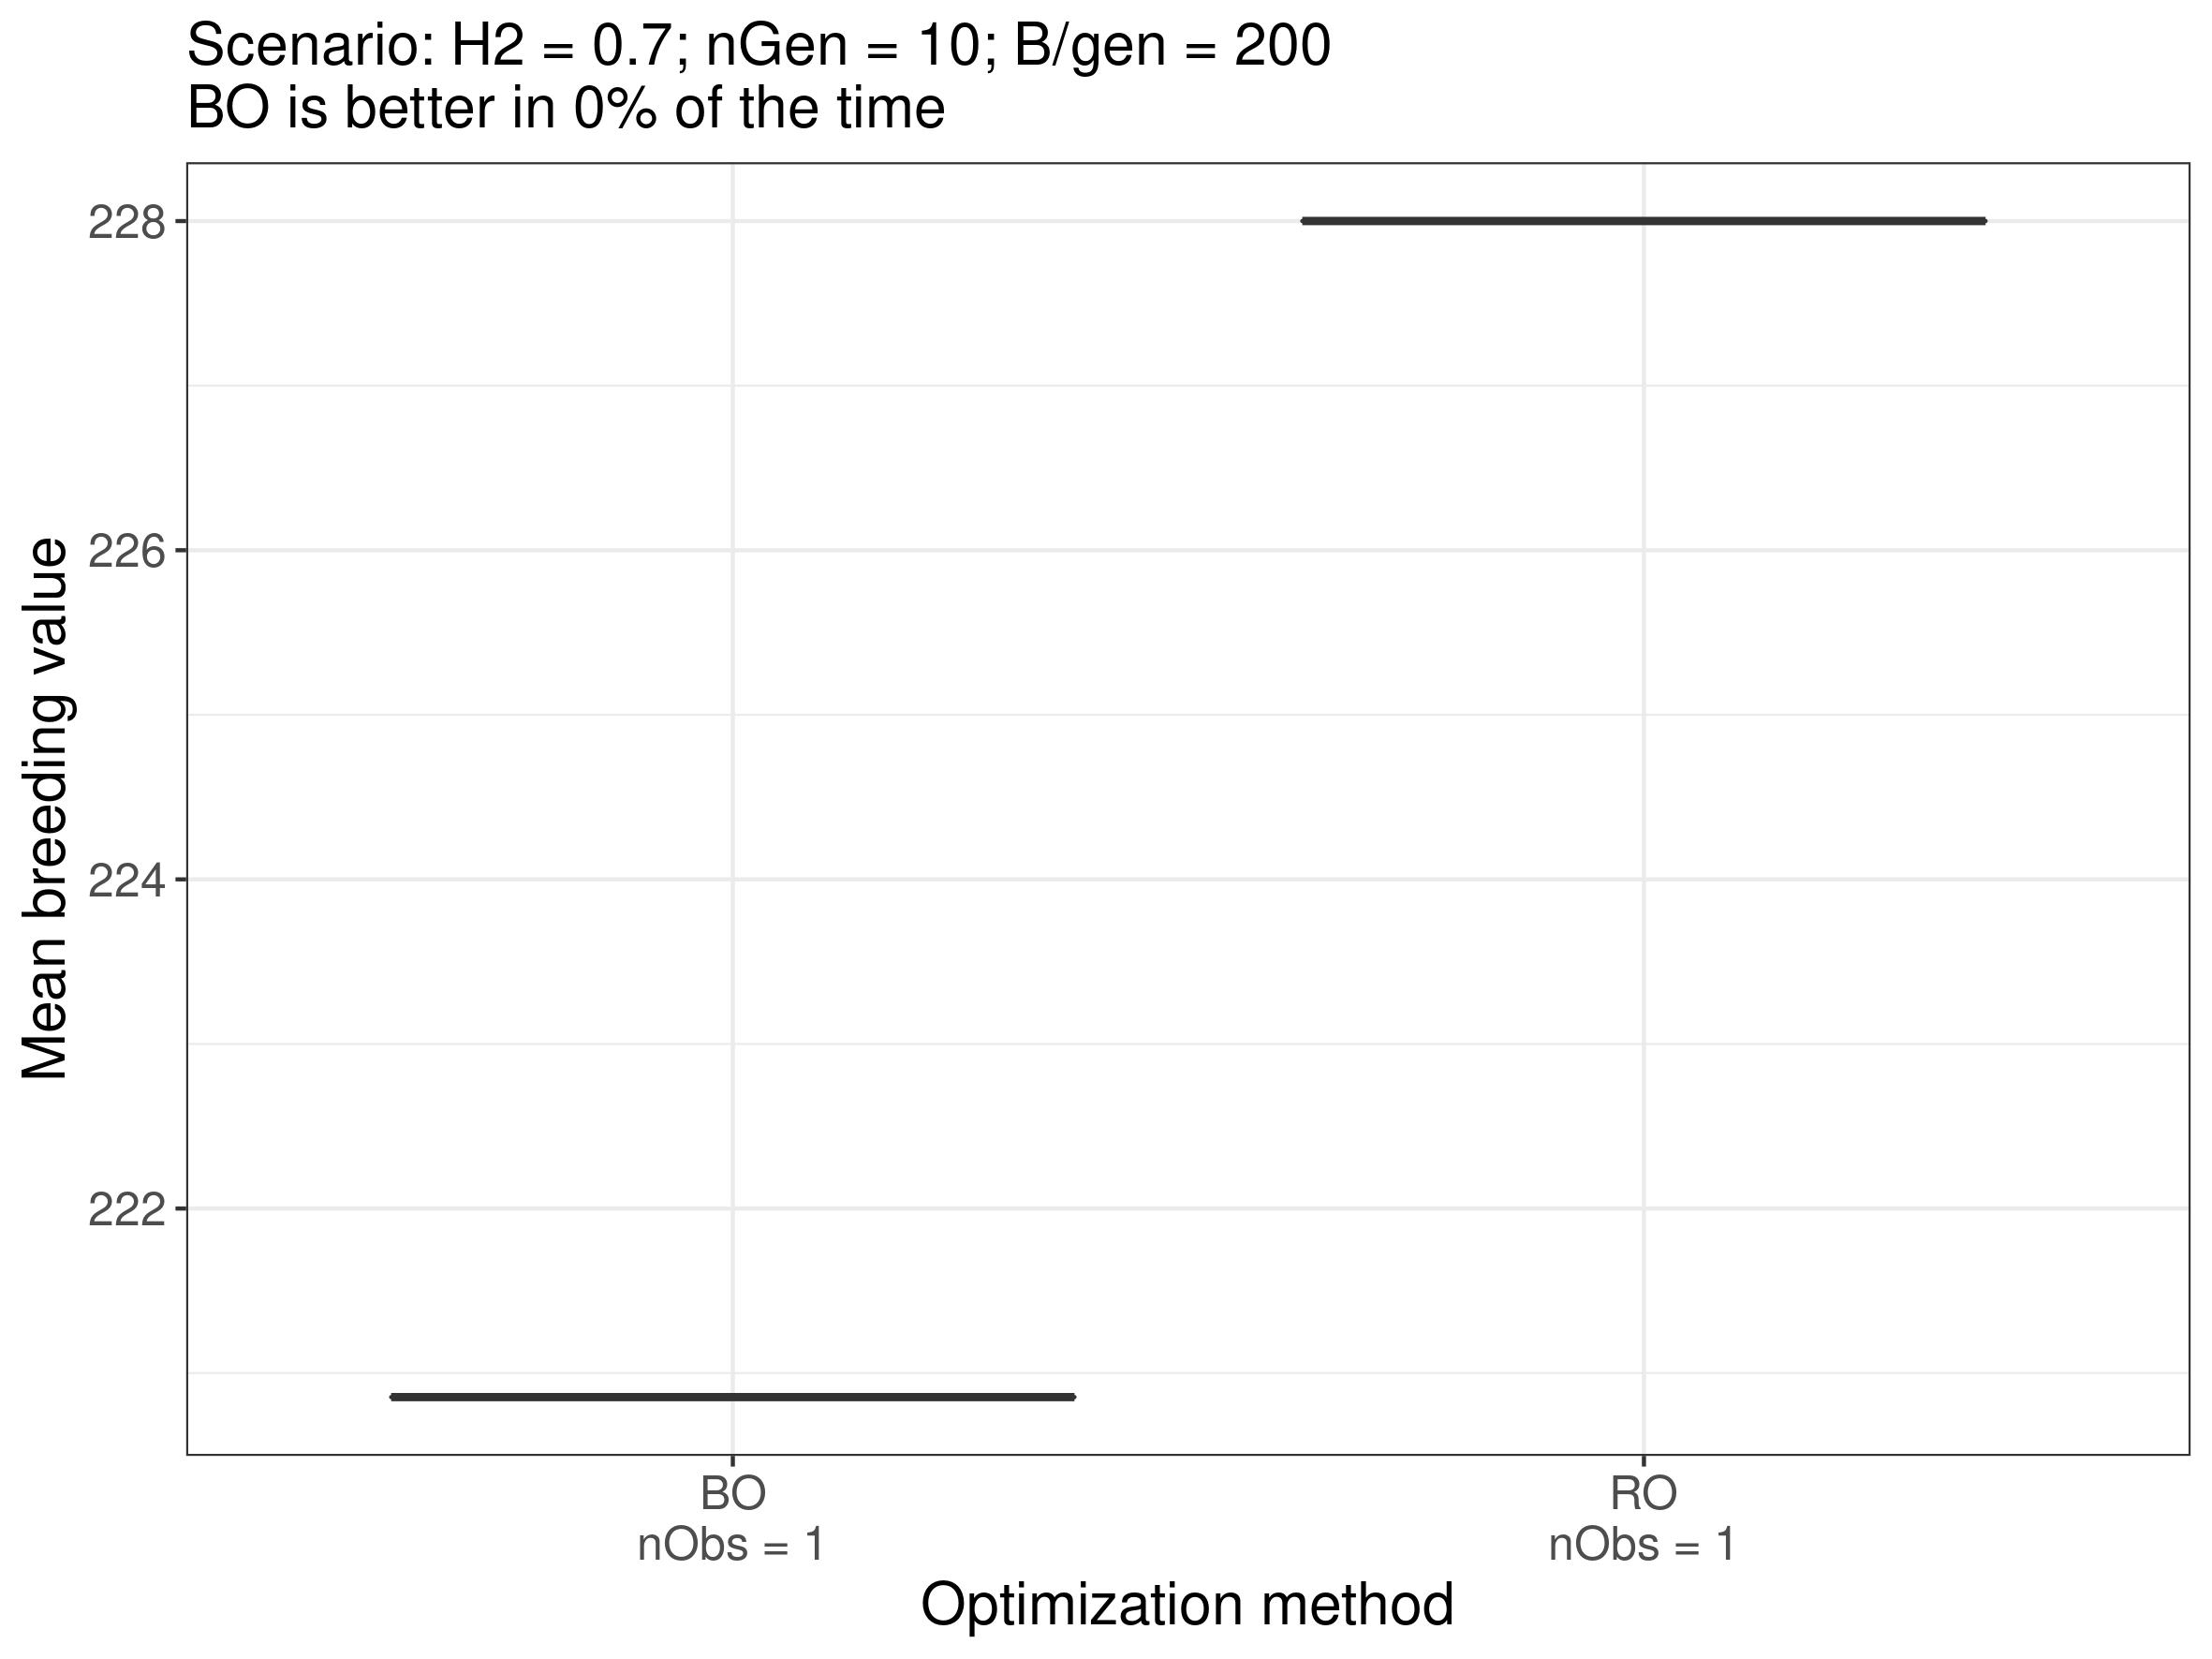 Scenario: H2 = 0.7; nGen = 10; B/gen = 200
BO is better in 0% of the time
Mean breeding value
228
226
224
222
BO
nObs = 1
RO
nObs = 1
Optimization method